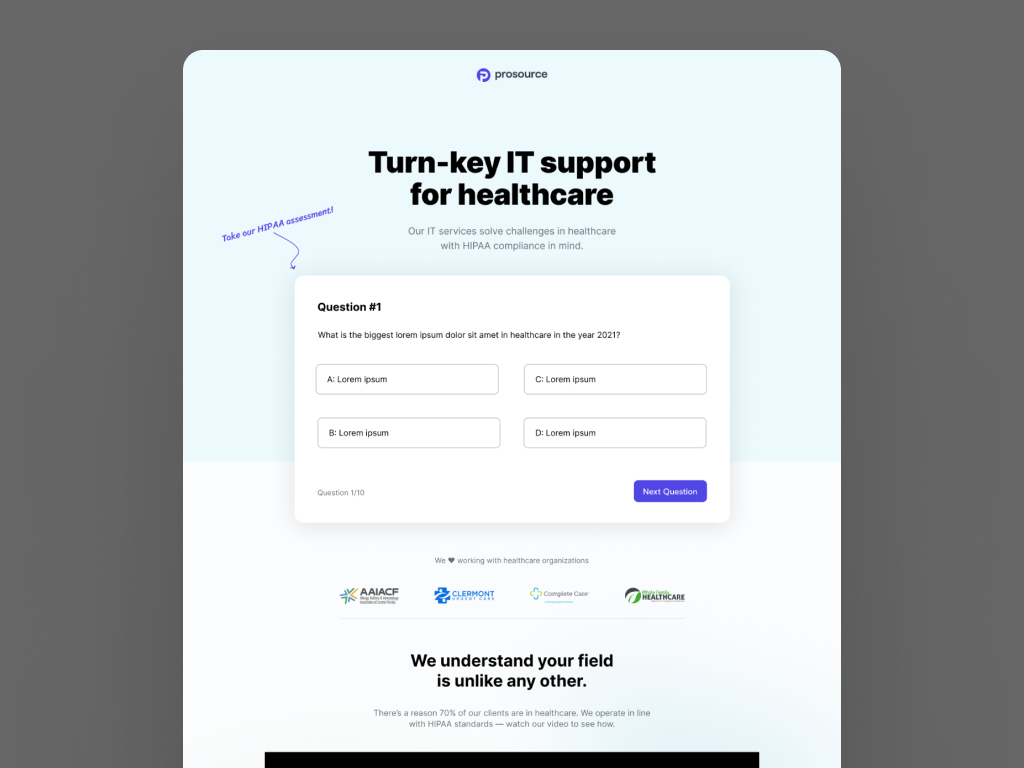 prosource
Turn-key IT support
for healthcare
Take our HIPAA assessment!
Our IT services solve challenges in healthcare
with HIPAA compliance in mind.
Question #1
What is the biggest lorem ipsum dolor sit amet in healthcare in the year 2021?
A: Lorem ipsum
C: Lorem ipsum
B: Lorem ipsum
D: Lorem ipsum
Question 1/10
Next Question
We ❤ working with healthcare organizations
AAIACF
CLERMONT
URGENT CARE
Complete Care
HEALTHCARE
We understand your field
is unlike any other.
There's a reason 70% of our clients are in healthcare. We operate in line
with HIPAA standards — watch our video to see how.